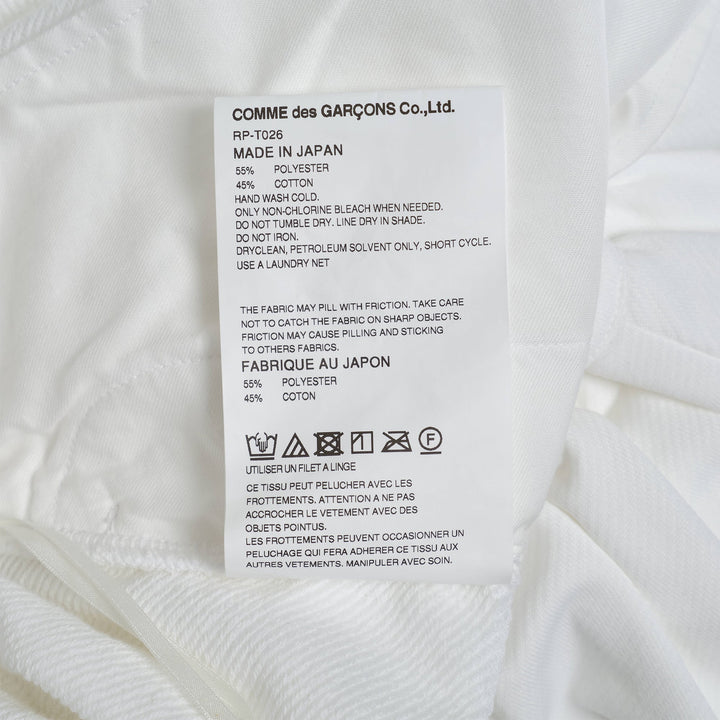 COMME des GARÇONS Co.,Ltd.
RP-T026
MADE IN JAPAN
55% POLYESTER
45% COTTON
HAND WASH COLD.
ONLY NON-CHLORINE BLEACH WHEN NEEDED.
DO NOT TUMBLE DRY. LINE DRY IN SHADE.
DO NOT IRON.
DRYCLEAN, PETROLEUM SOLVENT ONLY, SHORT CYCLE.
USE A LAUNDRY NET
THE FABRIC MAY PILL WITH FRICTION. TAKE CARE
NOT TO CATCH THE FABRIC ON SHARP OBJECTS.
FRICTION MAY CAUSE PILLING AND STICKING
TO OTHERS FABRICS.
FABRIQUE AU JAPON
55% POLYESTER
45% COTON
F
UTILISER UN FILET A LINGE
CE TISSU PEUT PELUCHER AVEC LES
FROTTEMENTS. ATTENTION A NE PAS
ACCROCHER LE VETEMENT AVEC DES
OBJETS POINTUS.
LES FROTTEMENTS PEUVENT OCCASIONNER UN
PELUCHAGE QUI FERA ADHERER CE TISSU AUX
AUTRES VETEMENTS. MANIPULER AVEC SOIN.